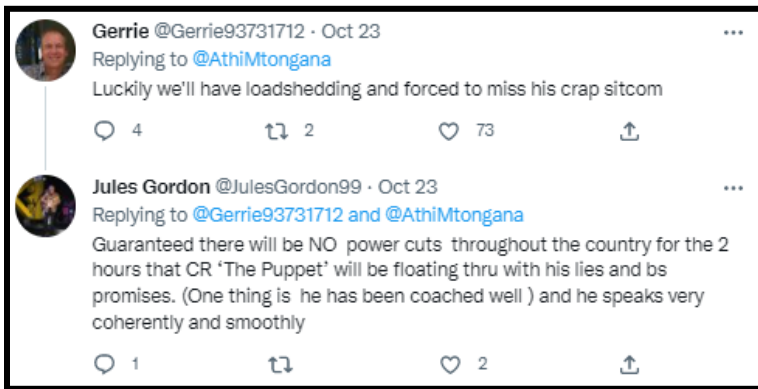 Gerrie @Gerrie93731712 · Oct 23
Replying to @AthiMtongana
Luckily we'll have loadshedding and forced to miss his crap sitcom
4 2 73
Jules Gordon @JulesGordon99 · Oct 23
Replying to @Gerrie93731712 and @AthiMtongana
Guaranteed there will be NO  power cuts  throughout the country for the 2
hours that CR ‘The Puppet’ will be floating thru with his lies and bs
promises. (One thing is  he has been coached well ) and he speaks very
coherently and smoothly
1 2